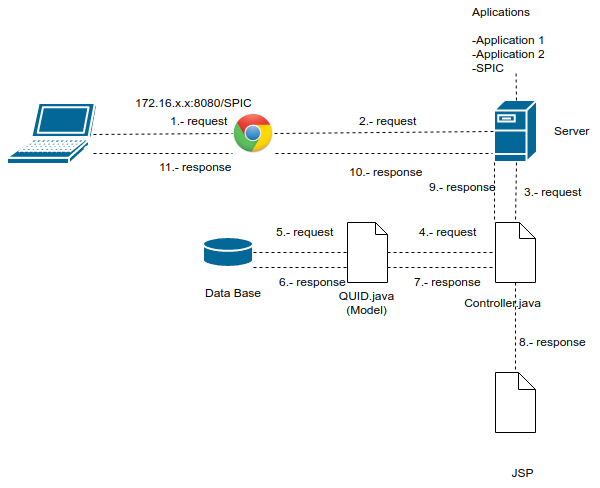 Aplications
-Application 1
-Application 2
-SPIC
172.16.x.x:8080/SPIC
1.- request
2.- request
Server
11.- response
10.- response
9.- response
3.- request
5.- request
4.- request
6.- response
7.- response
Data Base
QUID.java
(Model)
Controller.java
8.- response
JSP